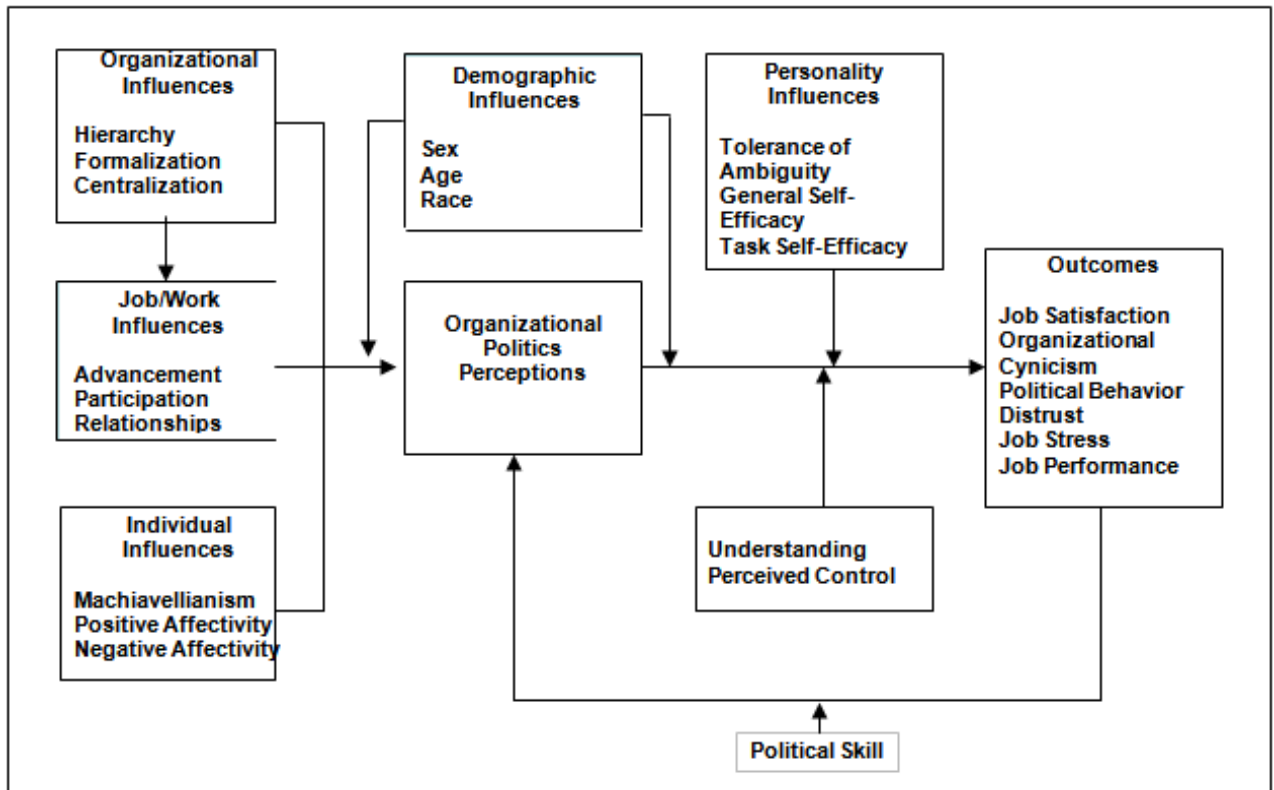 Organizational
Influences
Hierarchy
Formalization
Centralization
Job/Work
Influences
Advancement
Participation
Relationships
Individual
Influences
Machiavellianism
Positive Affectivity
Negative Affectivity
Demographic
Influences
Sex
Age
Race
Organizational
Politics
Perceptions
Personality
Influences
Tolerance of
Ambiguity
General Self-
Efficacy
Task Self-Efficacy
Understanding
Perceived Control
Outcomes
Job Satisfaction
Organizational
Cynicism
Political Behavior
Distrust
Job Stress
Job Performance
Political Skill